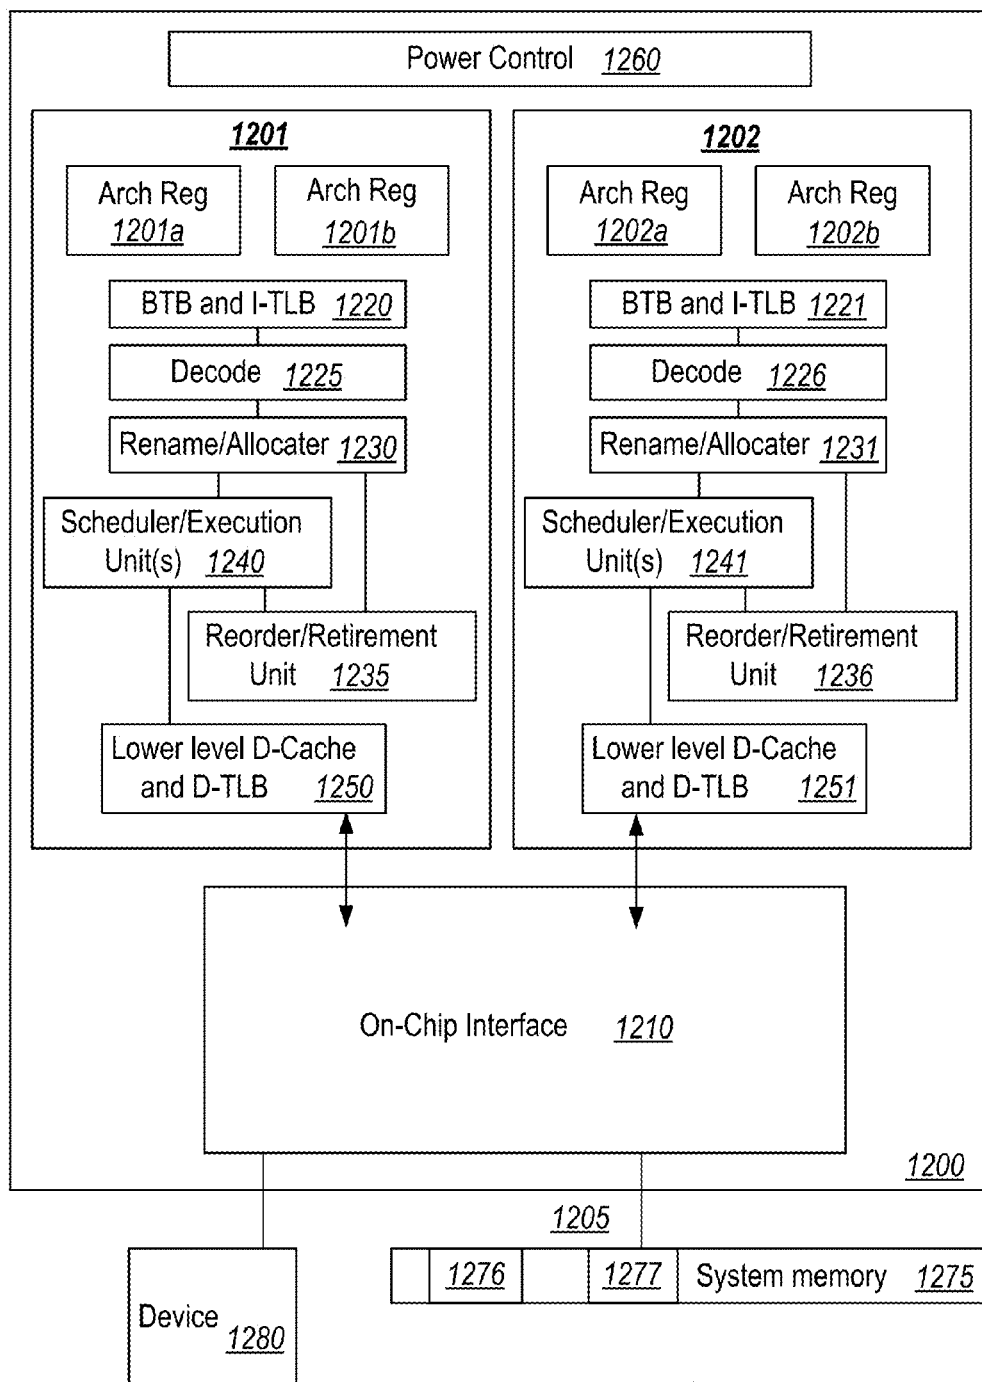 Power Control 1260
1201
Arch Reg
1201a
Arch Reg
1201b
BTB and I-TLB 1220
Decode 1225
Rename/Allocater 1230
Scheduler/Execution
Unit(s) 1240
Reorder/Retirement
Unit 1235
Lower level D-Cache
and D-TLB 1250
1202
Arch Reg
1202a
Arch Reg
1202b
BTB and I-TLB 1221
Decode 1226
Rename/Allocater 1231
Scheduler/Execution
Unit(s) 1241
Reorder/Retirement
Unit 1236
Lower level D-Cache
and D-TLB 1251
On-Chip Interface 1210
1200
1205
1276 1277 System memory 1275
Device
1280